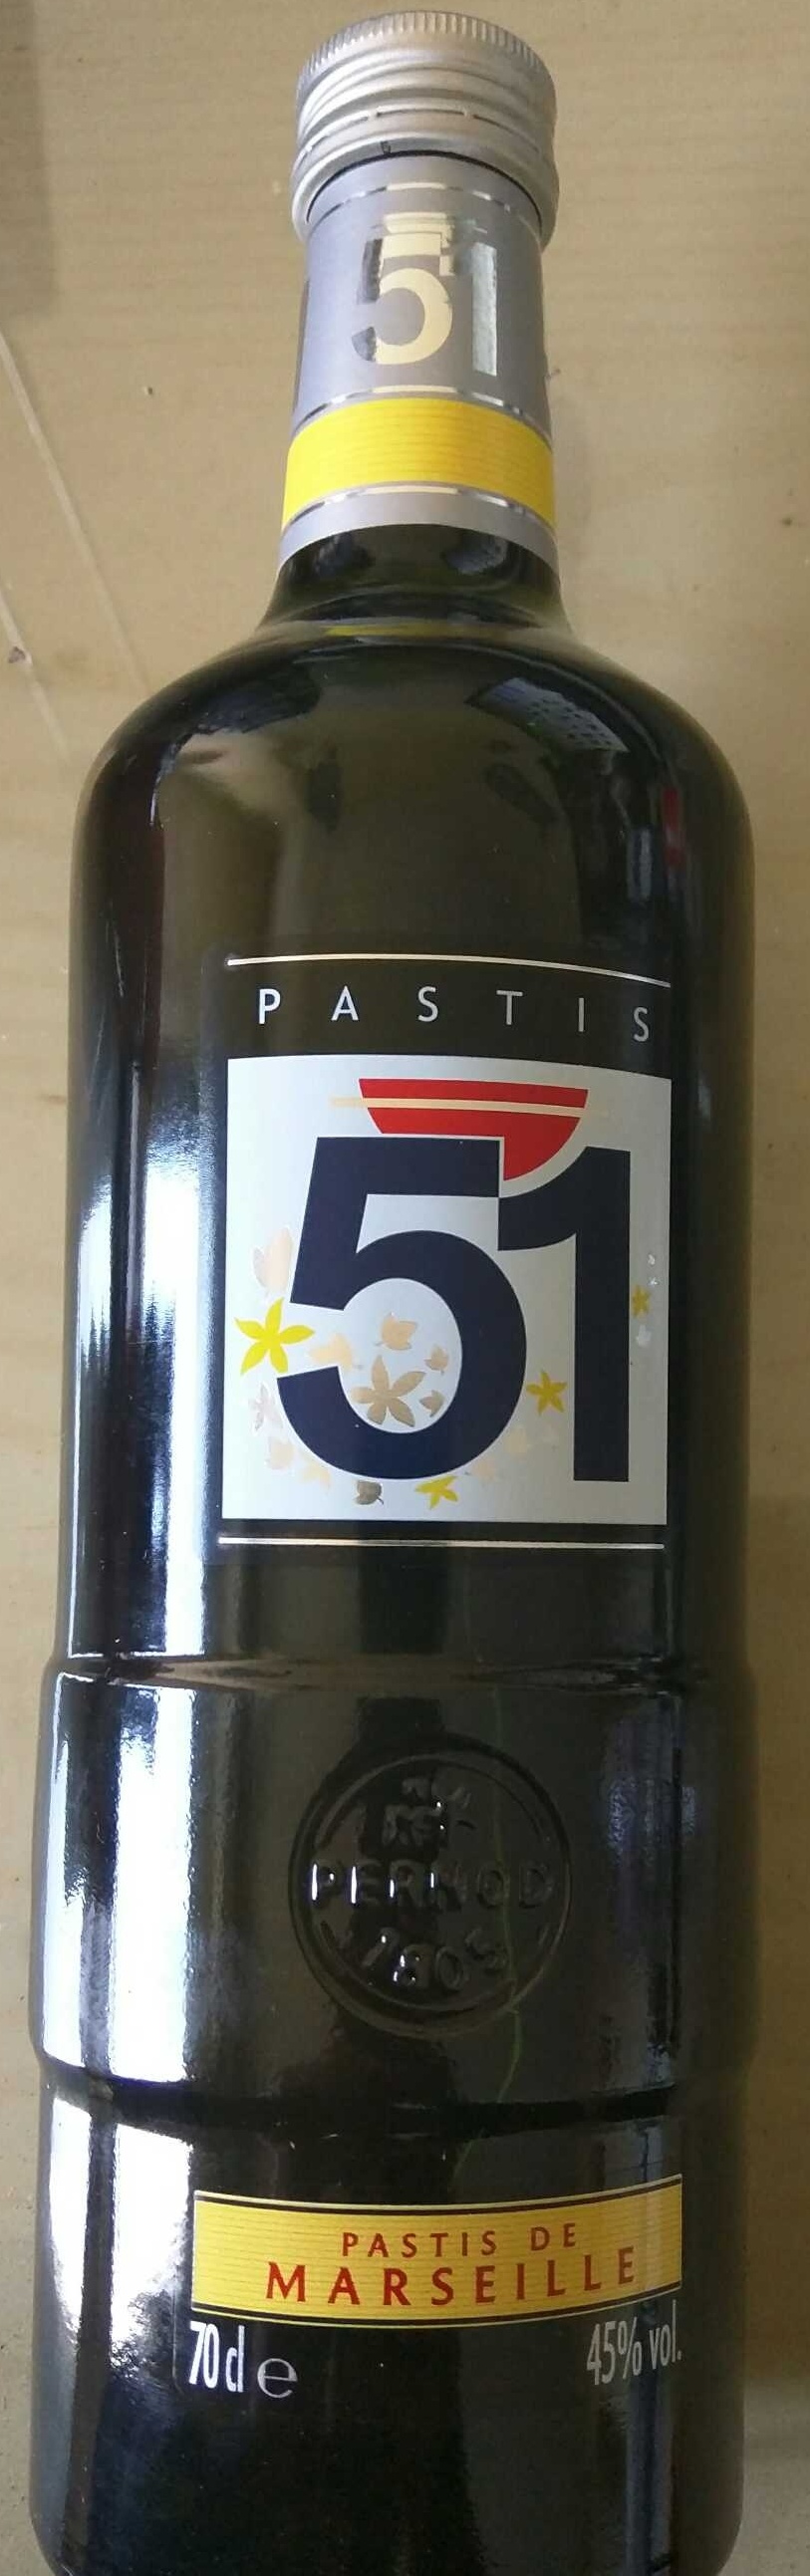 51
PASTIS
51
PERNOD
1805
PASTIS DE
MARSEILLE
70 cl e
45% vol.